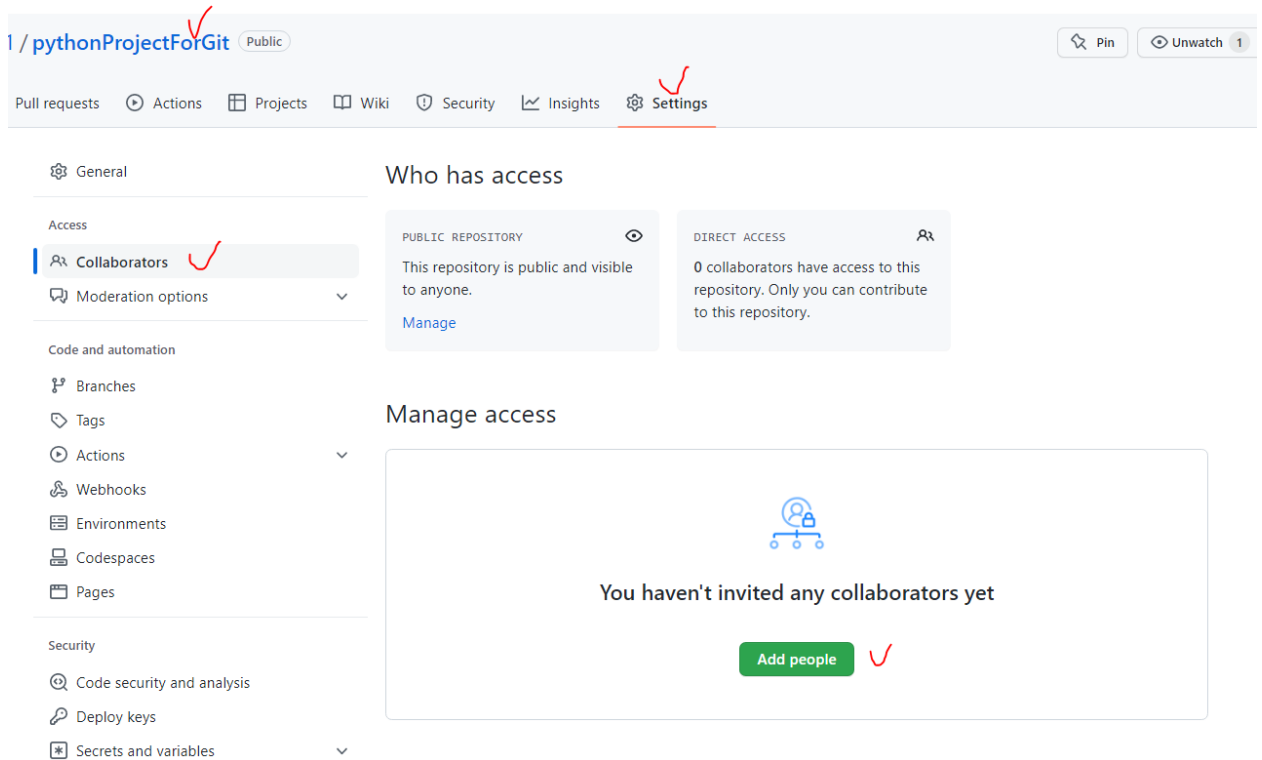 / pythonProjectForGit Public
Pin
Unwatch 1
Pull requests Actions Projects Wiki Security Insights Settings
General
Access
Collaborators
Moderation options
Code and automation
Branches
Tags
Actions
Webhooks
Environments
Codespaces
Pages
Security
Code security and analysis
Deploy keys
Secrets and variables
Who has access
PUBLIC REPOSITORY
This repository is public and visible
to anyone.
Manage
DIRECT ACCESS
0 collaborators have access to this
repository. Only you can contribute
to this repository.
Manage access
You haven't invited any collaborators yet
Add people